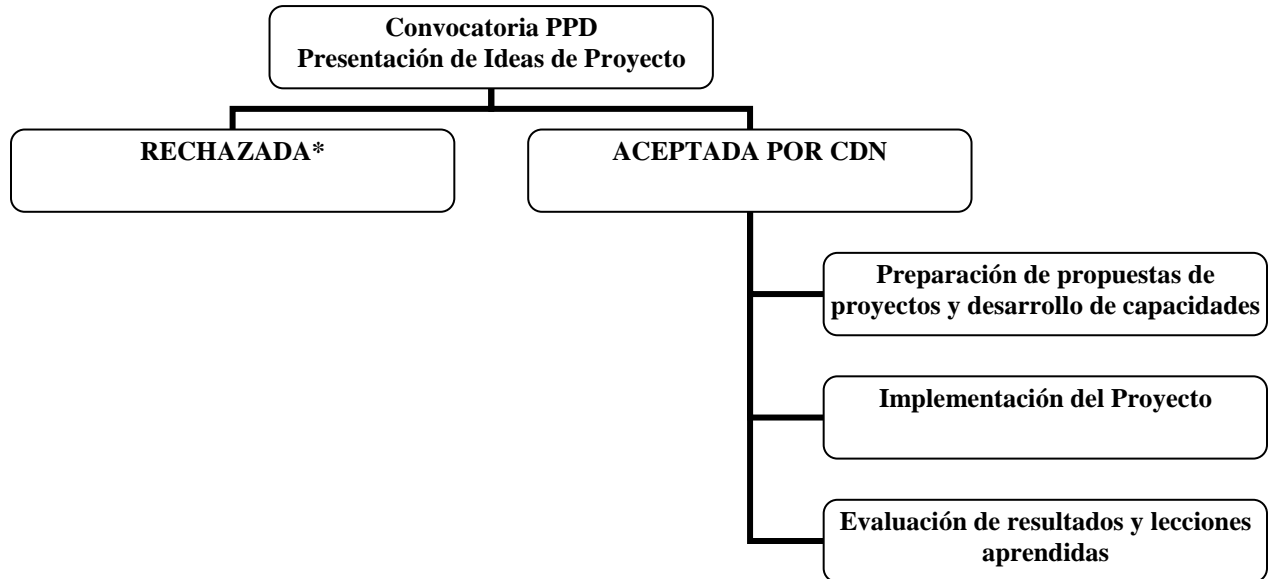 Convocatoria PPD
Presentación de Ideas de Proyecto
RECHAZADA*
ACEPTADA POR CDN
Preparación de propuestas de
proyectos y desarrollo de capacidades
Implementación del Proyecto
Evaluación de resultados y lecciones
aprendidas